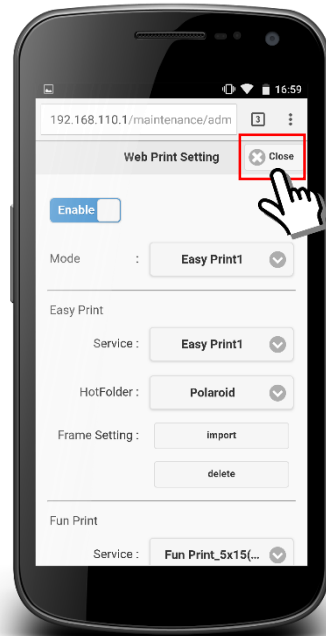 16:59
192.168.110.1/maintenance/adm 3
Web Print Setting Close
Enable
Mode : Easy Print1
Easy Print
Service : Easy Print1
HotFolder : Polaroid
Frame Setting : import
delete
Fun Print
Service : Fun Print_5x15(...